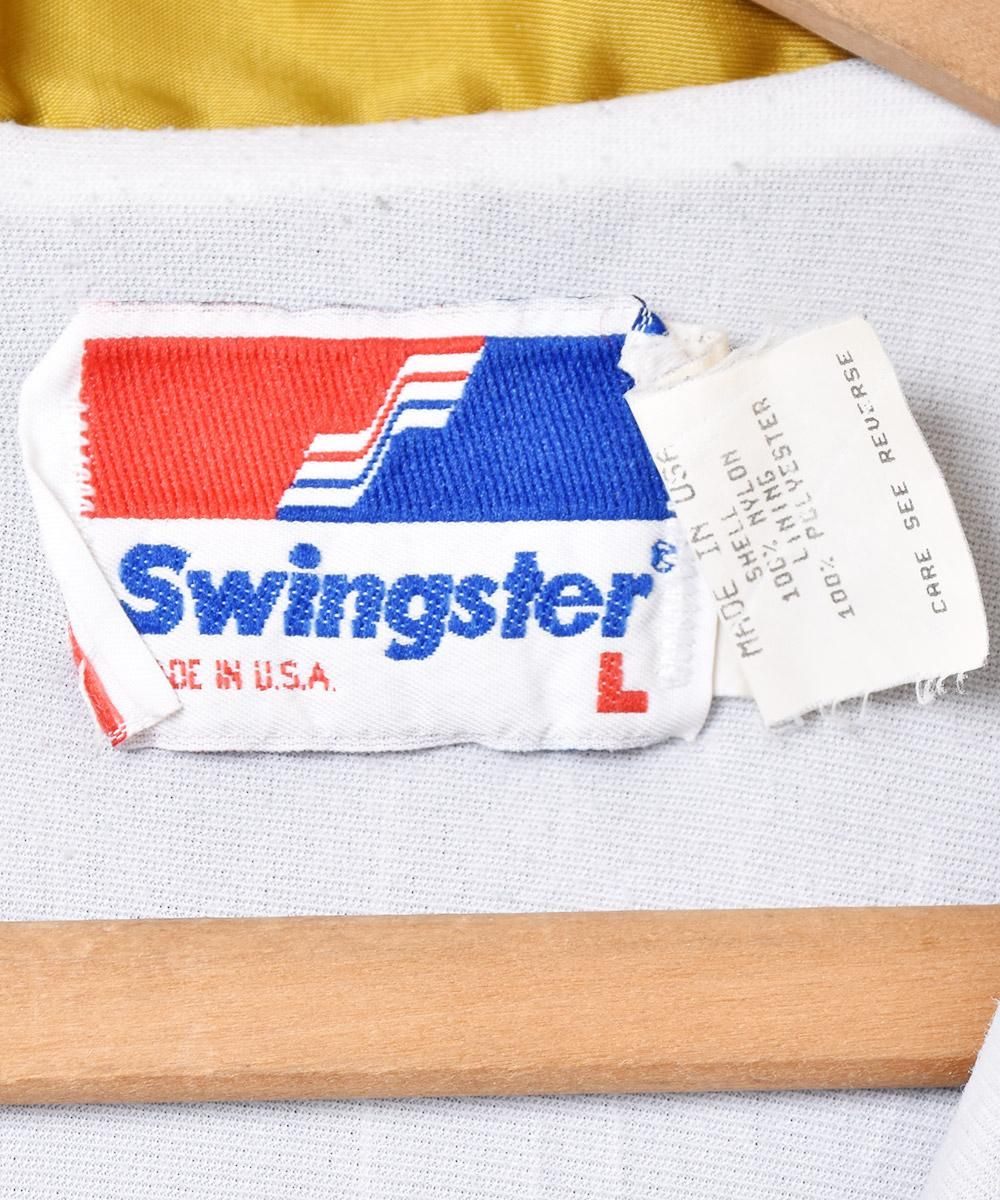 Swingster®
ADE IN U.S.A.
L
MADE IN USA
SHELL
100% NYLON
LINING
100% POLYESTER
CARE SEE REVERSE